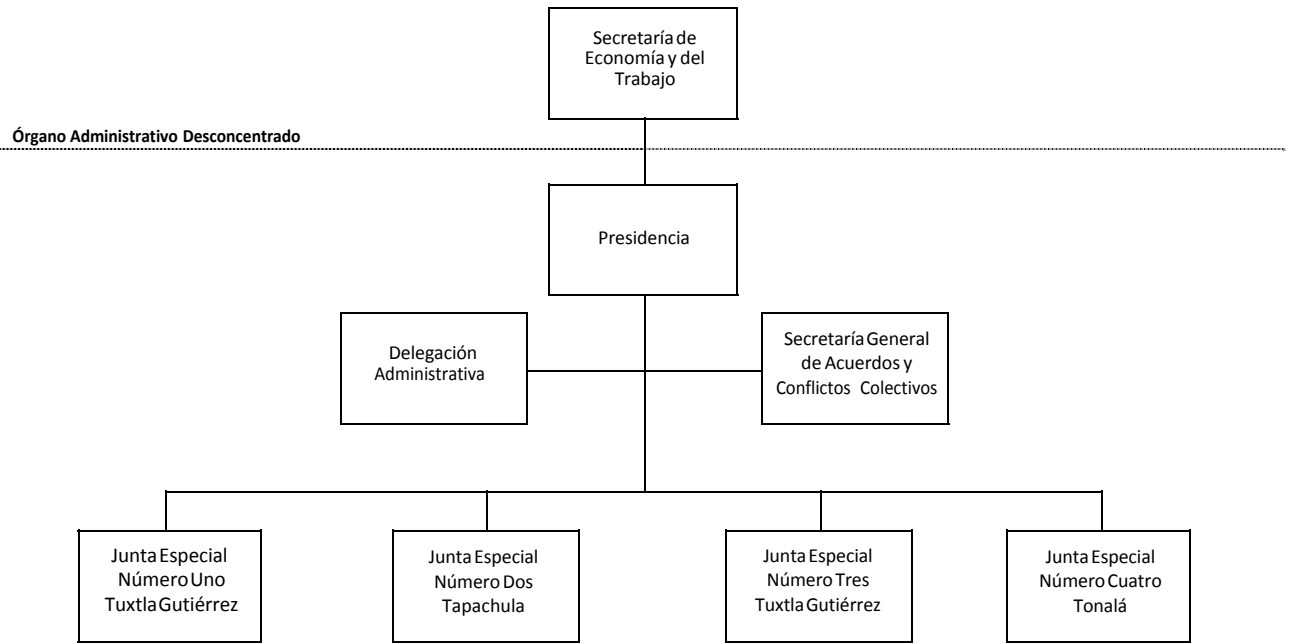 Secretaría de
Economía y del
Trabajo
Órgano Administrativo Desconcentrado
Presidencia
Delegación
Administrativa
Secretaría General
de Acuerdos y
Conflictos Colectivos
Junta Especial
Número Uno
Tuxtla Gutiérrez
Junta Especial
Número Dos
Tapachula
Junta Especial
Número Tres
Tuxtla Gutiérrez
Junta Especial
Número Cuatro
Tonalá